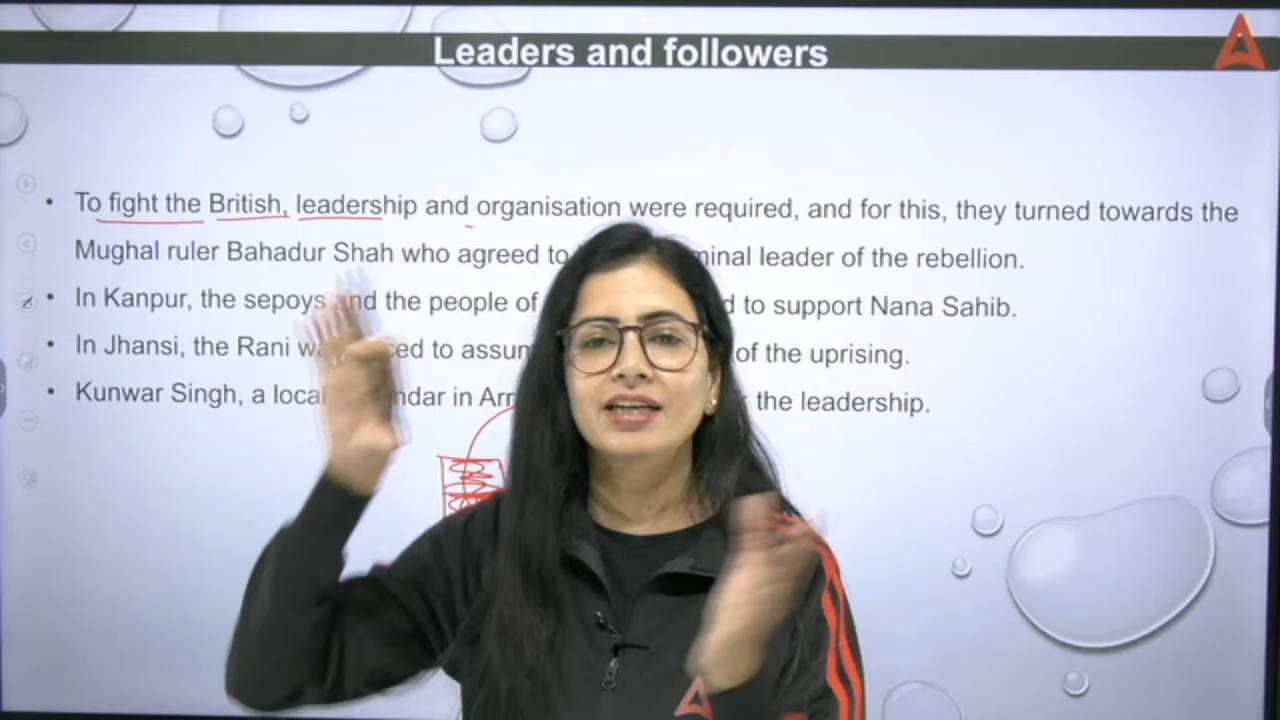 Leaders and followers
• To fight the British, leadership and organisation were required, and for this, they turned towards the
Mughal ruler Bahadur Shah who agreed to minal leader of the rebellion.
• In Kanpur, the sepoys and the people of d to support Nana Sahib.
• In Jhansi, the Rani ced to assum of the uprising.
• Kunwar Singh, a loca ndar in Arr the leadership.